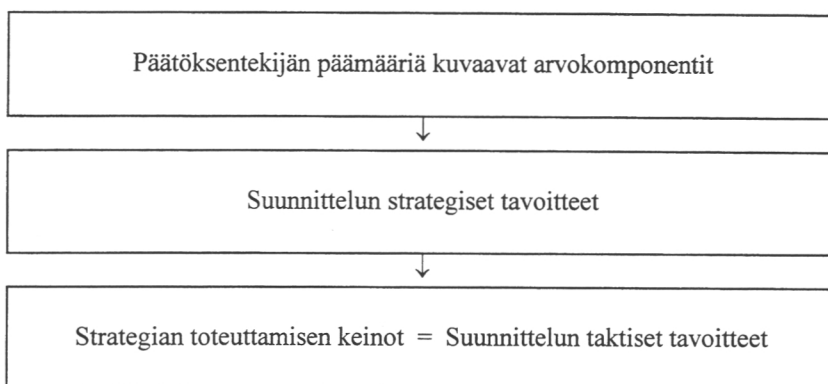 Päätöksentekijän päämääriä kuvaavat arvokomponentit
Suunnittelun strategiset tavoitteet
Strategian toteuttamisen keinot = Suunnittelun taktiset tavoitteet